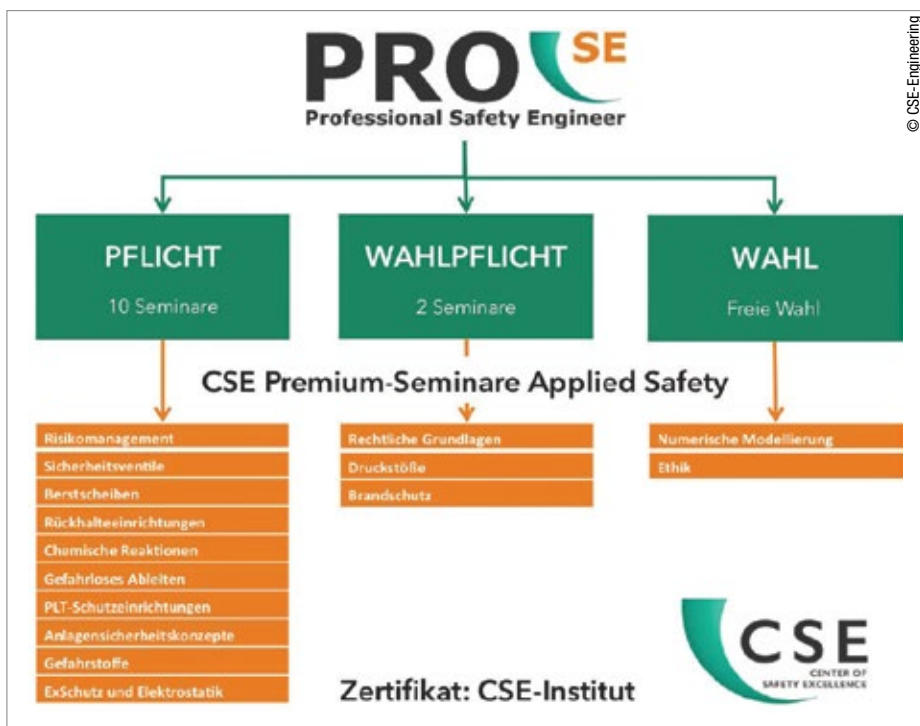 PRO SE
Professional Safety Engineer
© CSE-Engineering
PFLICHT
10 Seminare
WAHLPFLICHT
2 Seminare
WAHL
Freie Wahl
CSE Premium-Seminare Applied Safety
Risikomanagement
Sicherheitsventile
Berstscheiben
Rückhalteeinrichtungen
Chemische Reaktionen
Gefahrloses Ableiten
PLT-Schutzeinrichtungen
Anlagensicherheitskonzepte
Gefahrstoffe
ExSchutz und Elektrostatik
Rechtliche Grundlagen
Druckstöße
Brandschutz
Numerische Modellierung
Ethik
Zertifikat: CSE-Institut
CSE
CENTER OF
SAFETY EXCELLENCE